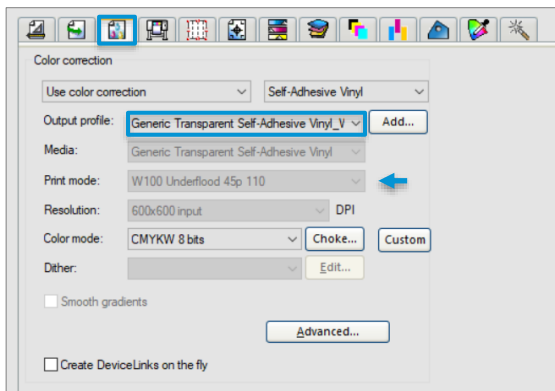 Color correction
Use color correction Self-Adhesive Vinyl
Output profile: Generic Transparent Self-Adhesive Vinyl_V Add...
Media: Generic Transparent Self-Adhesive Vinyl
Print mode: W100 Underflood 45p 110
Resolution: 600x600 input DPI
Color mode: CMYKW 8 bits Choke... Custom
Dither: Edit...
Smooth gradients
Advanced...
Create DeviceLinks on the fly